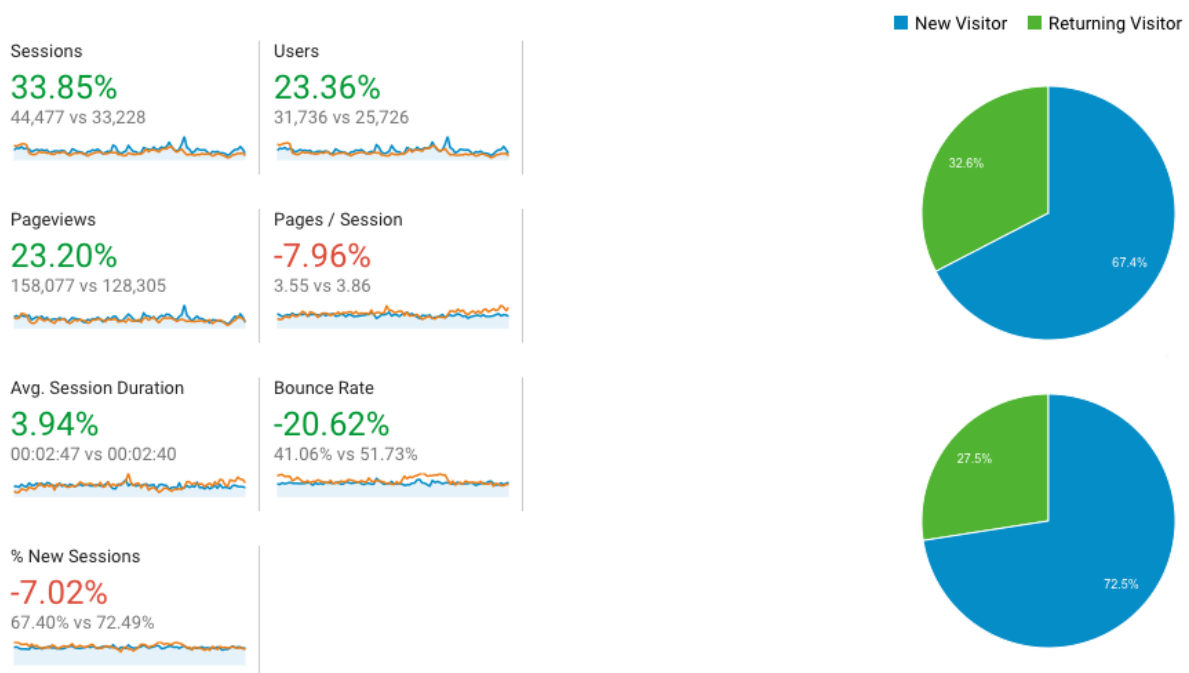 New Visitor
Returning Visitor
Sessions
33.85%
44,477 vs 33,228
Users
23.36%
31,736 vs 25,726
Pageviews
23.20%
158,077 vs 128,305
Pages / Session
-7.96%
3.55 vs 3.86
Avg. Session Duration
3.94%
00:02:47 vs 00:02:40
Bounce Rate
-20.62%
41.06% vs 51.73%
% New Sessions
-7.02%
67.40% vs 72.49%
32.6%
67.4%
27.5%
72.5%